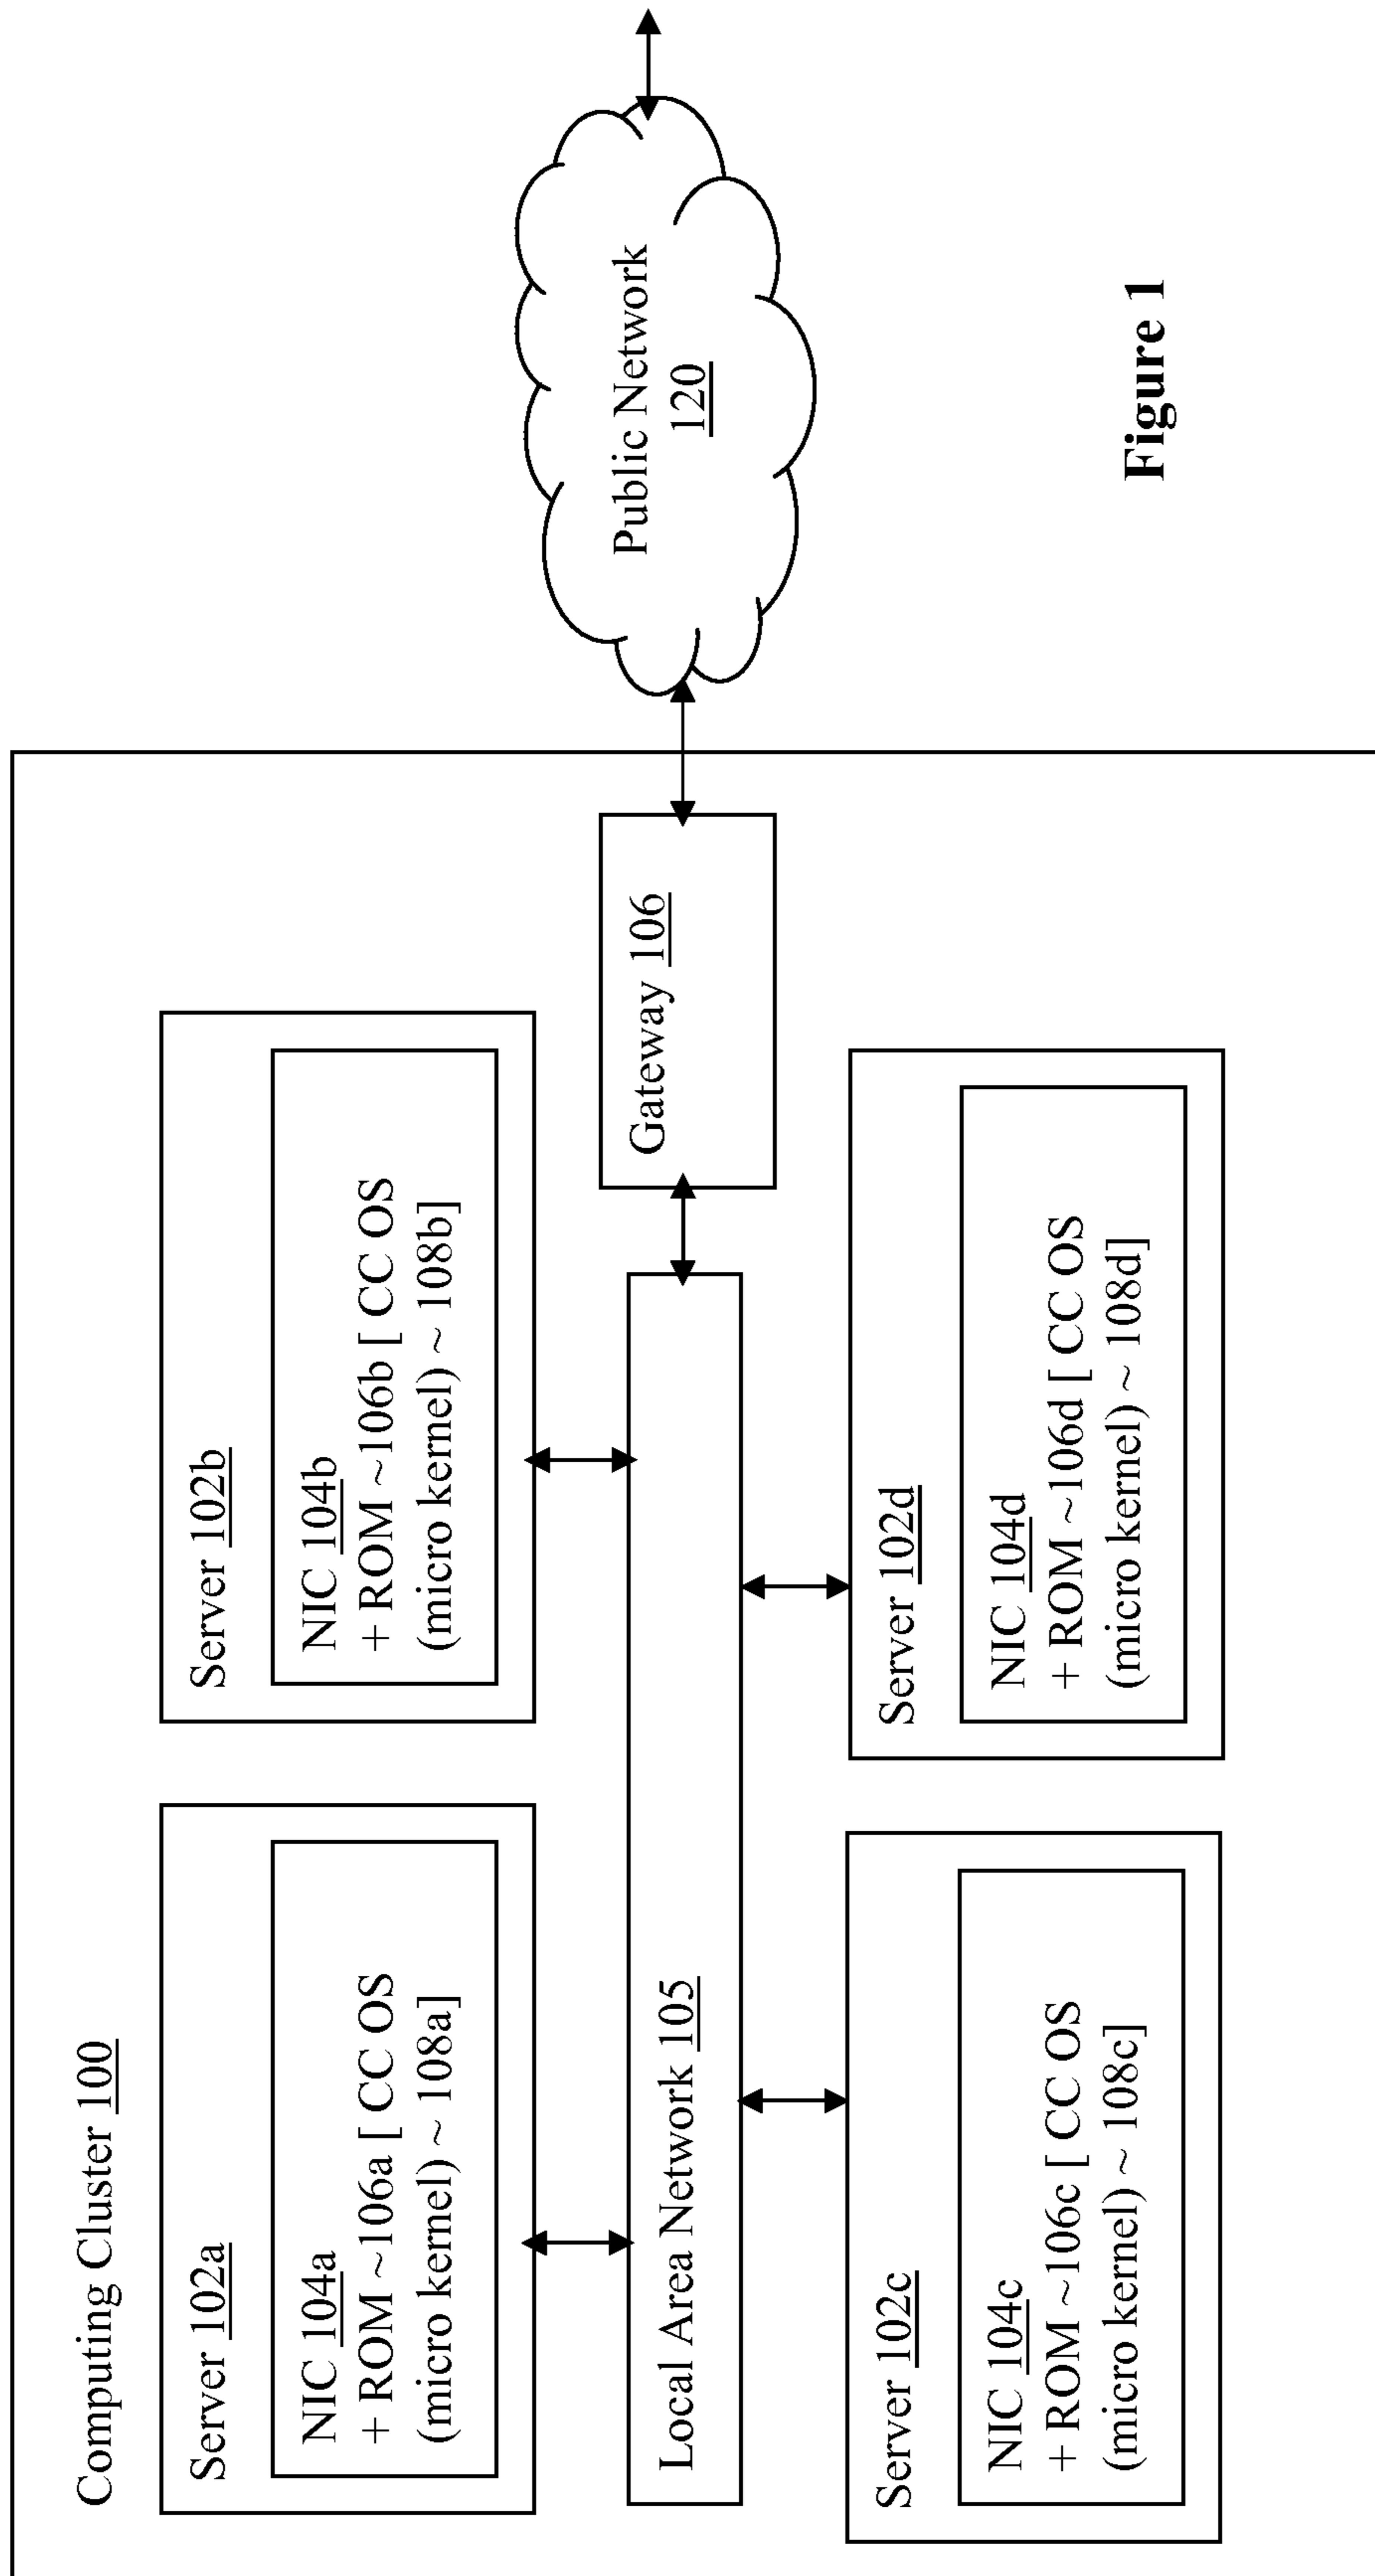 Computing Cluster 100
Server 102a
NIC 104a
+ ROM ~106a [ CC OS
(micro kernel) ~ 108a]
Server 102b
NIC 104b
+ ROM ~106b [ CC OS
(micro kernel) ~ 108b]
Local Area Network 105
Gateway 106
Public Network
120
Server 102c
NIC 104c
+ ROM ~106c [ CC OS
(micro kernel) ~ 108c]
Server 102d
NIC 104d
+ ROM ~106d [ CC OS
(micro kernel) ~ 108d]
Figure 1